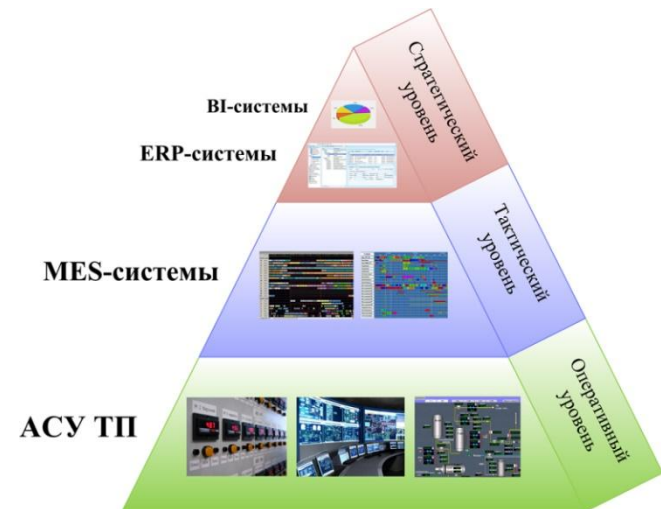 BI-системы
ERP-системы
Стратегический
уровень
MES-системы
Тактический
уровень
АСУ ТП
Оперативный
уровень